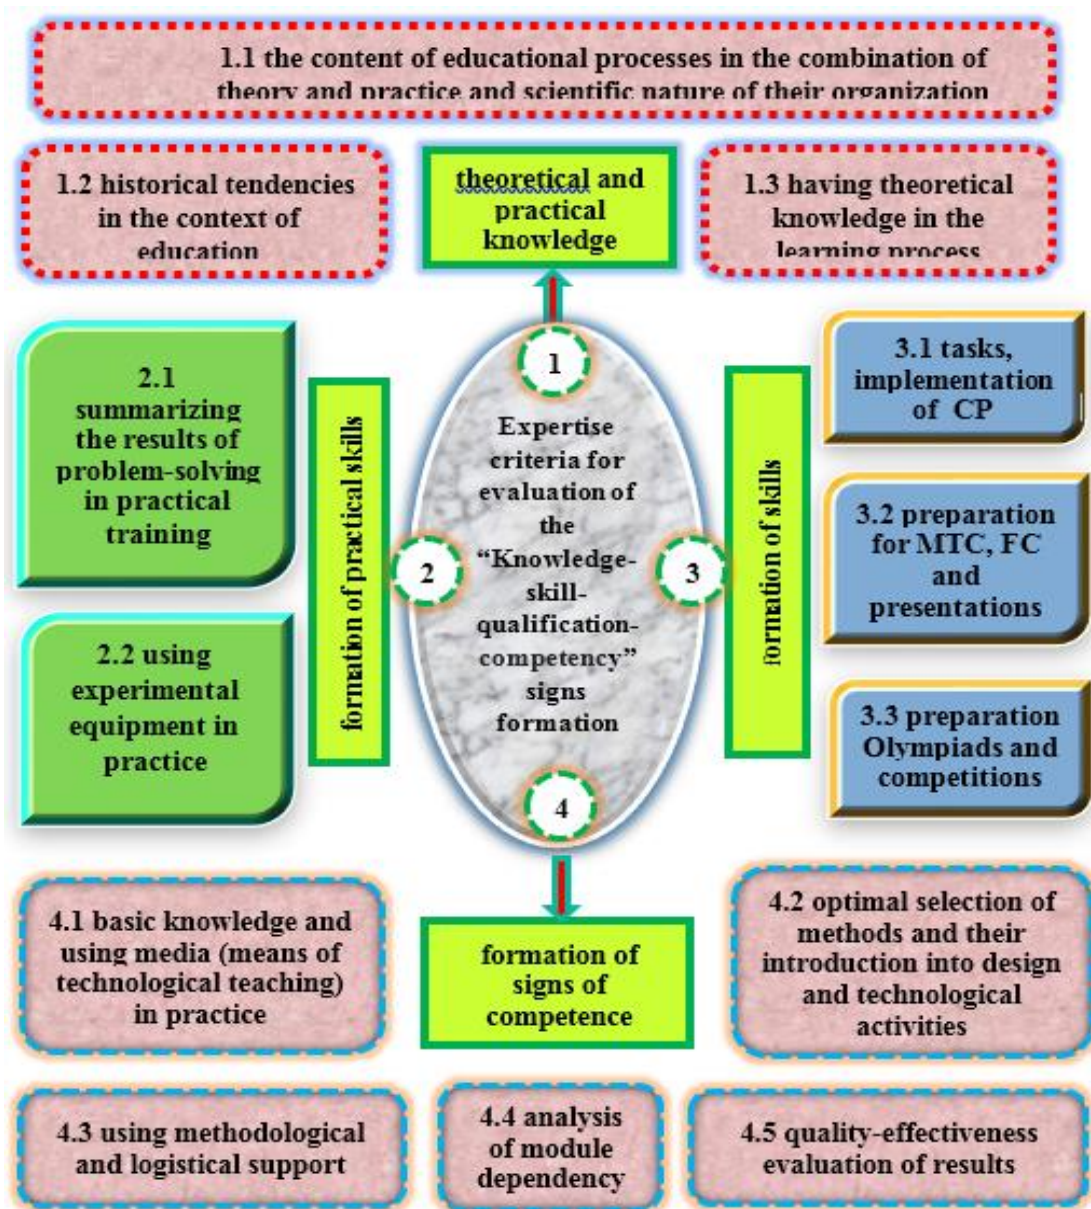 1.1 the content of educational processes in the combination of
theory and practice and scientific nature of their organization
1.2 historical tendencies
in the context of
education
theoretical and
practical
knowledge
1.3 having theoretical
knowledge in the
learning process
1
Expertise
criteria for
evaluation of
the
“Knowledge-
skill-
qualification-
competency”
signs
formation
2
3
4
2.1
summarizing
the results of
problem-solving
in practical
training
2.2 using
experimental
equipment in
practice
formation of practical skills
formation of skills
3.1 tasks,
implementation
of CP
3.2 preparation
for MTC, FC
and
presentations
3.3 preparation
Olympiads and
competitions
4.1 basic knowledge and
using media (means of
technological teaching)
in practice
formation of
signs of
competence
4.2 optimal selection of
methods and their
introduction into design
and technological
activities
4.3 using methodological
and logistical support
4.4 analysis
of module
dependency
4.5 quality-effectiveness
evaluation of results